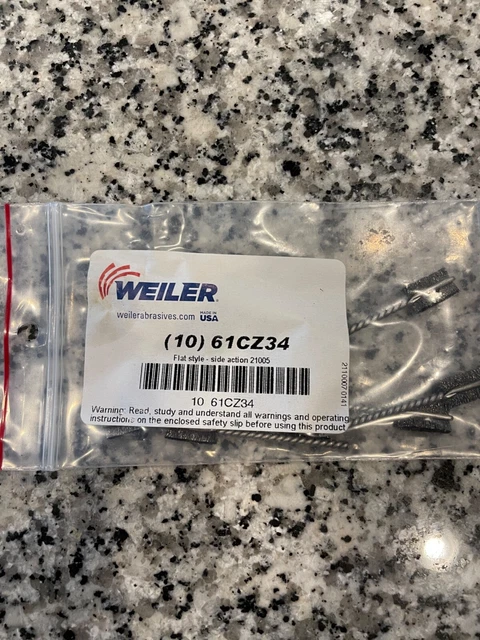 WEILER®
weilerabrasives.com MADE IN USA
(10) 61CZ34
Flat style - side action 21005
10 61CZ34
Warning: Read, study and understand all warnings and operating
instructions on the enclosed safety slip before using this product
21100670141